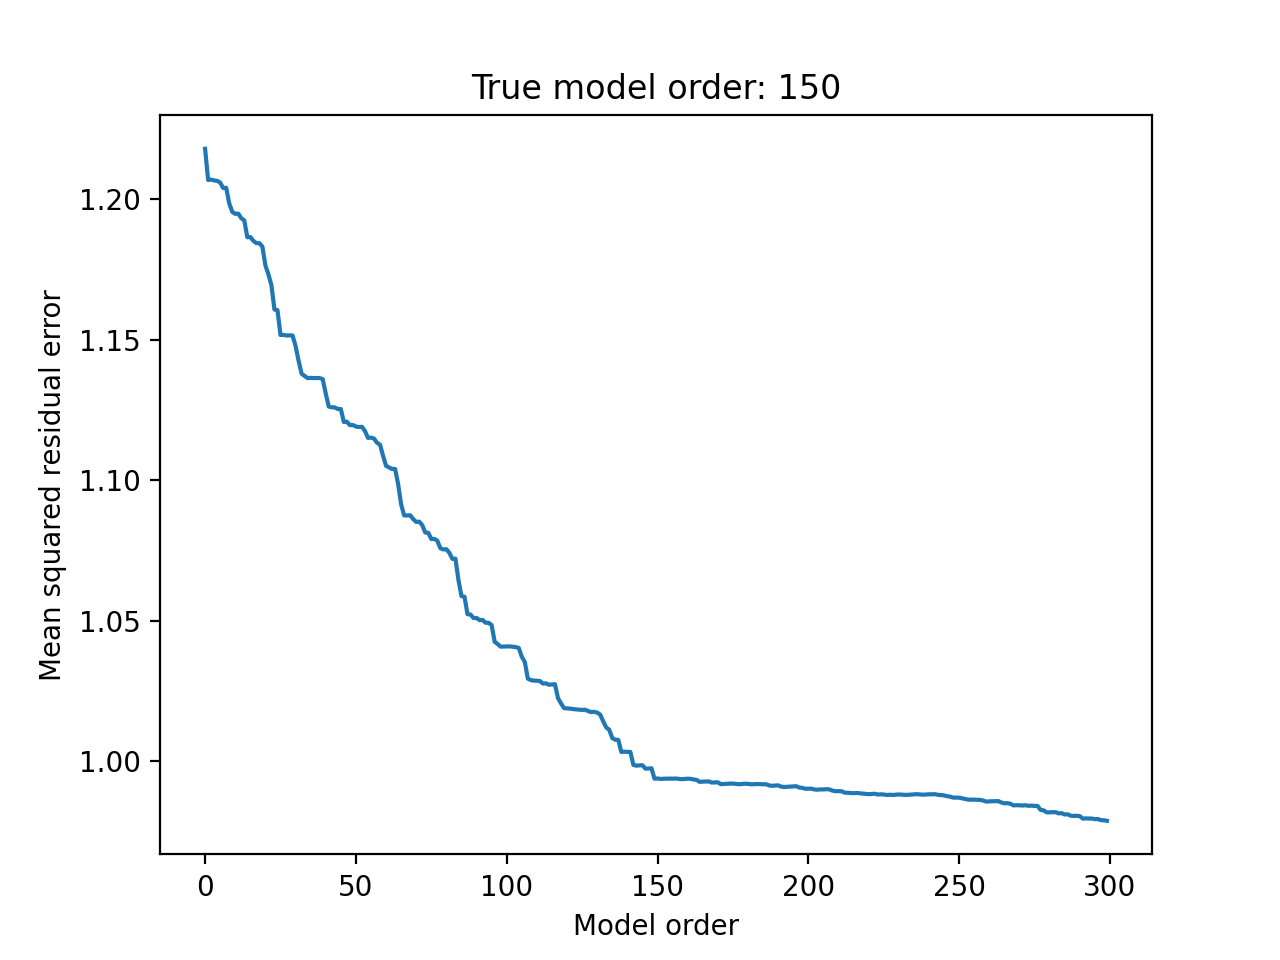 True model order: 150
Mean squared residual error
1.20
1.15
1.10
1.05
1.00
0 50 100 150 200 250 300
Model order